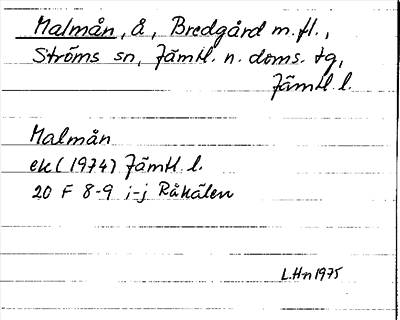 Malmån, å, Bredgård m.fl.,
Ströms sn, Jämtl. n. doms. tg,
Jämtl l.
Malmån
ek (1974) Jämtl. l.
20 F 8-9 i-j Råkälen
L.Hn 1975